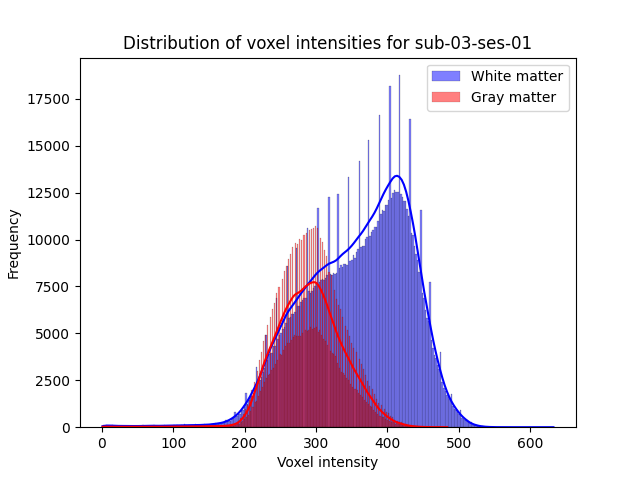 Distribution of voxel intensities for sub-03-ses-01
White matter
Gray matter
17500
15000
12500
10000
7500
5000
2500
0
Frequency
0 100 200 300 400 500 600
Voxel intensity